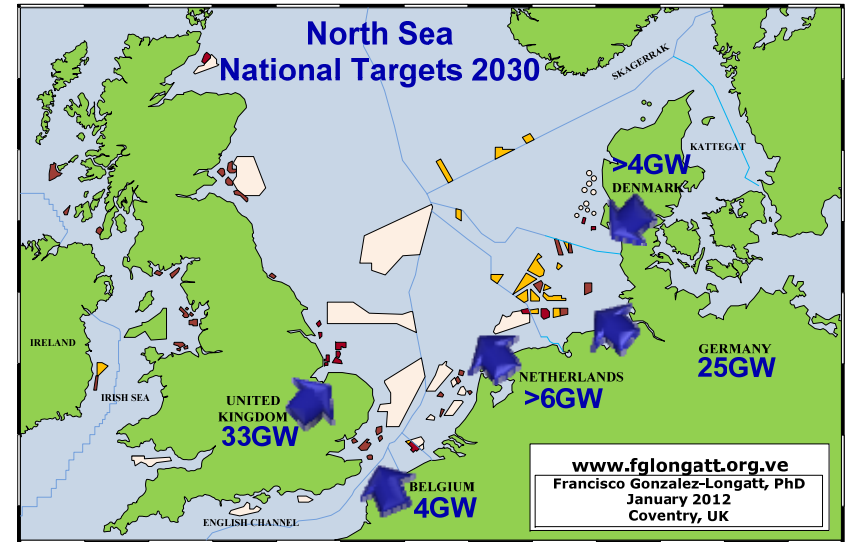 North Sea
National Targets 2030
SKAGERRAK
KATTEGAT
>4GW
DENMARK
IRELAND
IRISH SEA
UNITED
KINGDOM
33GW
GERMANY
25GW
NETHERLANDS
>6GW
BELGIUM
4GW
ENGLISH CHANNEL
www.fglongatt.org.ve
Francisco Gonzalez-Longatt, PhD
January 2012
Coventry, UK